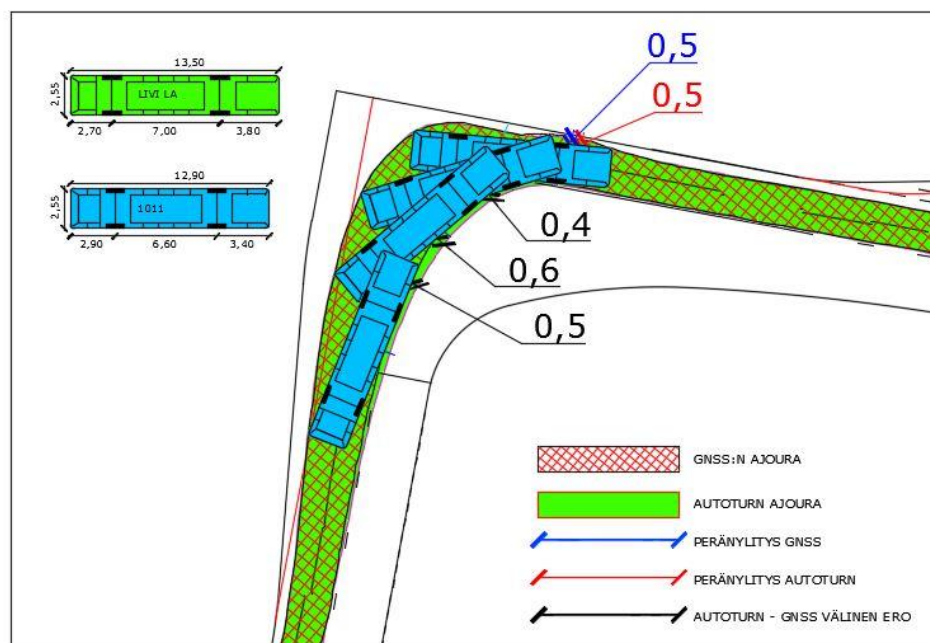 13,50
2,55
LIVI LA
2,70
7,00
3,80
12,90
2,55
1011
2,90
6,60
3,40
0,5
0,5
0,4
0,6
0,5
GNSS:N AJOURA
AUTOTURN AJOURA
PERÄNYLITYS GNSS
PERÄNYLITYS AUTOTURN
AUTOTURN - GNSS VÄLINEN ERO